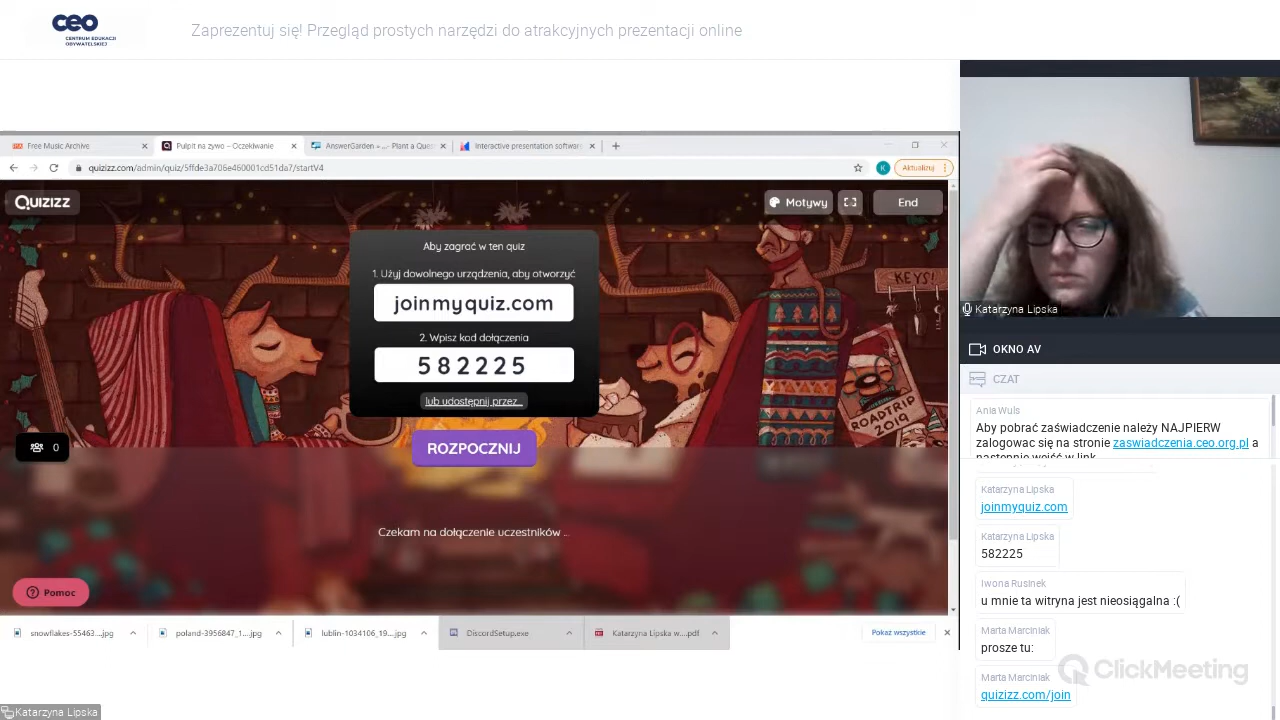 ceo
CENTRUM EDUKACJI
OBYWATELSKIEJ
Zaprezentuj się! Przegląd prostych narzędzi do atrakcyjnych prezentacji online
Free Music Archive
Pulpit na żywo – Oczekiwanie
AnswerGarden » ... - Plant a Ques
Interactive presentation software
quizizz.com/admin/quiz/5ffde3a706e460001cd51da7/startV4
K
Aktualizuj
Quizizz
Motywy
End
Aby zagrać w ten quiz
1. Użyj dowolnego urządzenia, aby otworzyć
joinmyquiz.com
2. Wpisz kod dołączenia
582225
lub udostępnij przez...
KEYS!
ROADTRIP
2019
0
ROZPOCZNIJ
Czekam na dołączenie uczestników ...
Pomoc
snowflakes-55463....jpg
poland-3956847_1....jpg
lublin-1034106_19....jpg
DiscordSetup.exe
Katarzyna Lipska w....pdf
Pokaż wszystkie
Katarzyna Lipska
Katarzyna Lipska
OKNO AV
CZAT
Ania Wuls
Aby pobrać zaświadczenie należy NAJPIERW
zalogowac się na stronie zaswiadczenia.ceo.org.pl a
następnie wejść w link
Katarzyna Lipska
joinmyquiz.com
Katarzyna Lipska
582225
Iwona Rusinek
u mnie ta witryna jest nieosiągalna :(
Marta Marciniak
prosze tu:
Marta Marciniak
quizizz.com/join
ClickMeeting